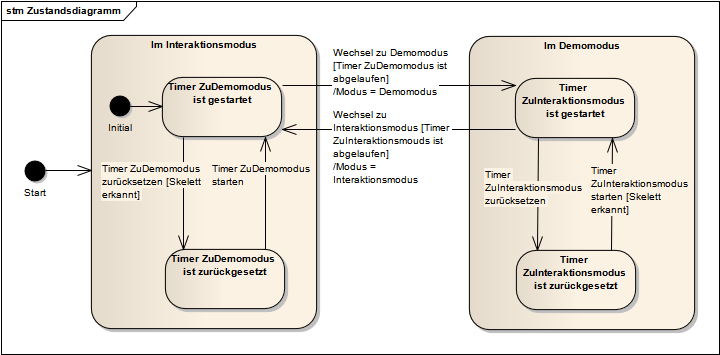 stm Zustandsdiagramm
Im Interaktionsmodus
Timer ZuDemomodus
ist gestartet
Initial
Start
Timer ZuDemomodus
zurücksetzen [Skelett
erkannt]
Timer ZuDemomodus
starten
Timer ZuDemomodus
ist zurückgesetzt
Wechsel zu Demomodus
[Timer ZuDemomodus ist
abgelaufen]
/Modus = Demomodus
Wechsel zu
Interaktionsmodus [Timer
ZuInteraktionsmouds ist
abgelaufen]
/Modus =
Interaktionsmodus
Im Demomodus
Timer
ZuInteraktionsmodus
ist gestartet
Timer
ZuInteraktionsmodus
zurücksetzen
Timer
ZuInteraktionsmodus
starten [Skelett
erkannt]
Timer
ZuInteraktionsmodus
ist zurückgesetzt